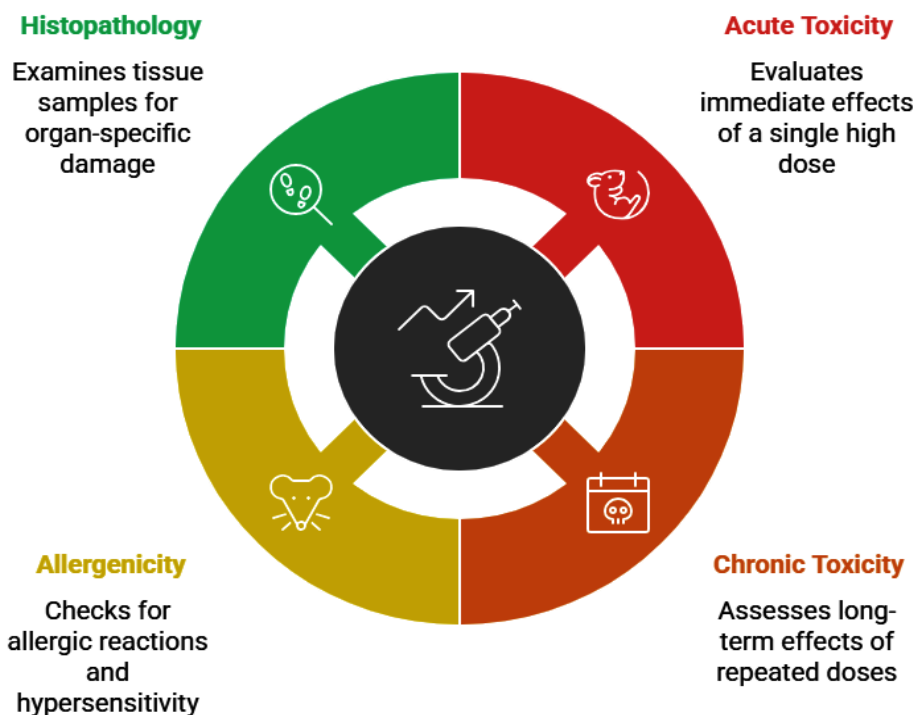 Histopathology
Examines tissue
samples for
organ-specific
damage
Acute Toxicity
Evaluates
immediate effects
of a single high
dose
Allergenicity
Checks for
allergic reactions
and
hypersensitivity
Chronic Toxicity
Assesses long-
term effects of
repeated doses